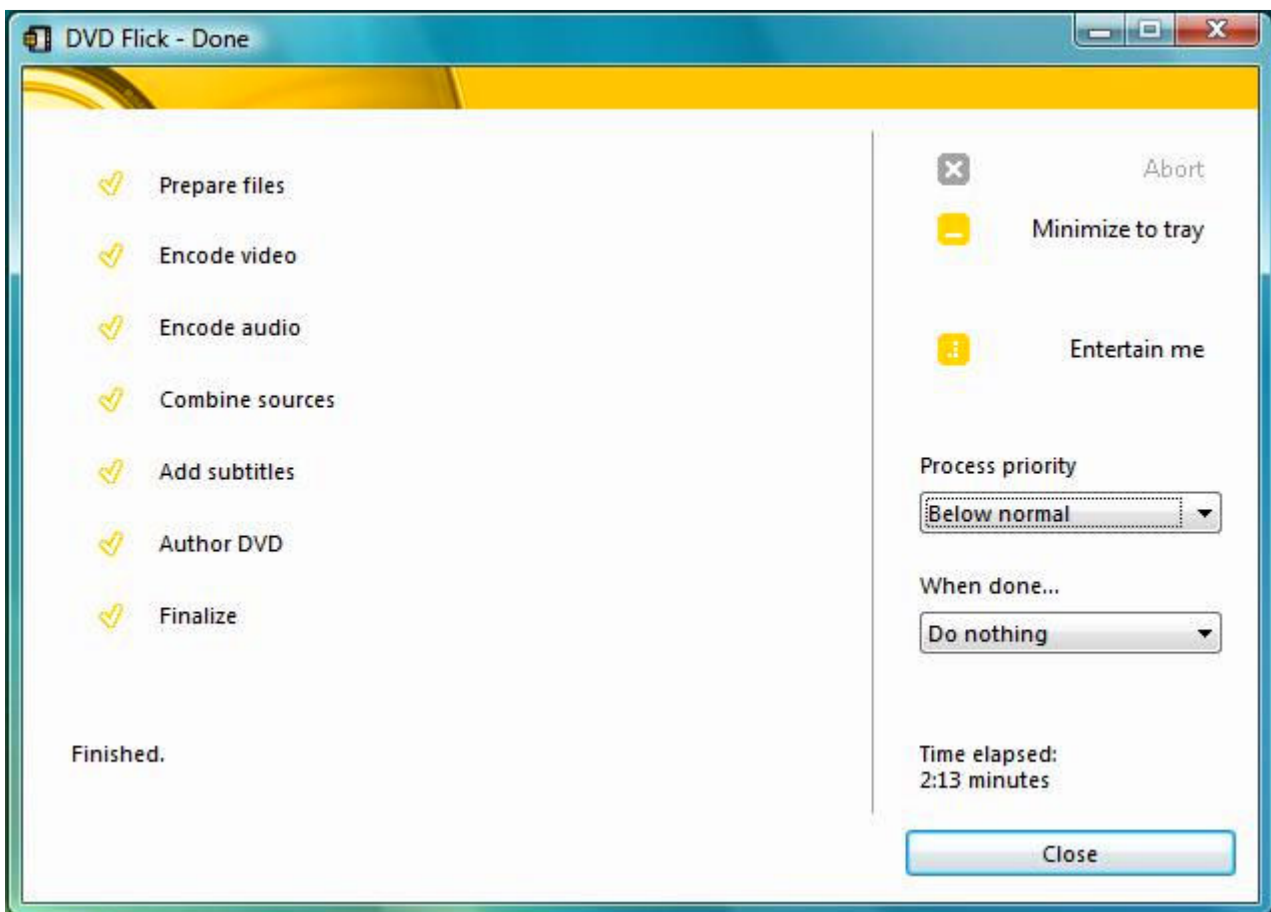 DVD Flick - Done
Prepare files
Encode video
Encode audio
Combine sources
Add subtitles
Author DVD
Finalize
Finished.
Abort
Minimize to tray
Entertain me
Process priority
Below normal
When done...
Do nothing
Time elapsed:
2:13 minutes
Close